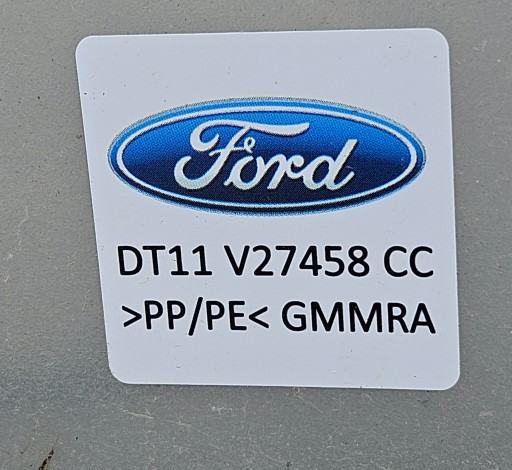 Ford
DT11 V27458 CC
>PP/PE< GMMRA